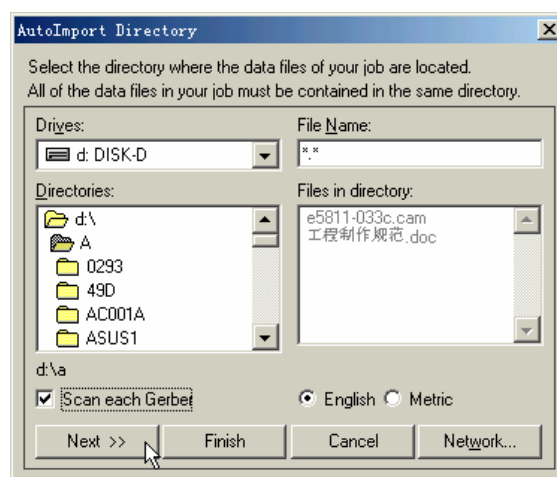 AutoImport Directory
Select the directory where the data files of your job are located.
All of the data files in your job must be contained in the same directory.
Drives:
d: DISK-D
File Name:
*.*
Directories:
d:\
A
0293
49D
AC001A
ASUS1
Files in directory:
e5811-033c.cam
工程制作规范.doc
d:\a
Scan each Gerber
English
Metric
Next >>
Finish
Cancel
Network...